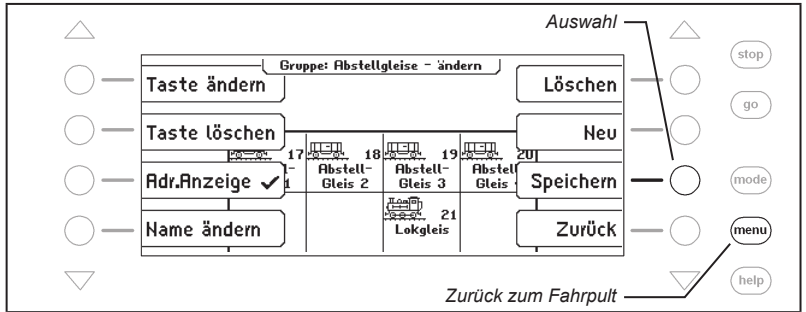 Auswahl
stop
Gruppe: Abstellgleise - ändern
Taste ändern
Löschen
go
Taste löschen
Neu
17
18
19
20
Adr.Anzeige ✓
1
Abstell-
Gleis 2
Abstell-
Gleis 3
Abstell
Gleis
Speichern
mode
Name ändern
21
Lokgleis
Zurück
menu
help
Zurück zum Fahrpult